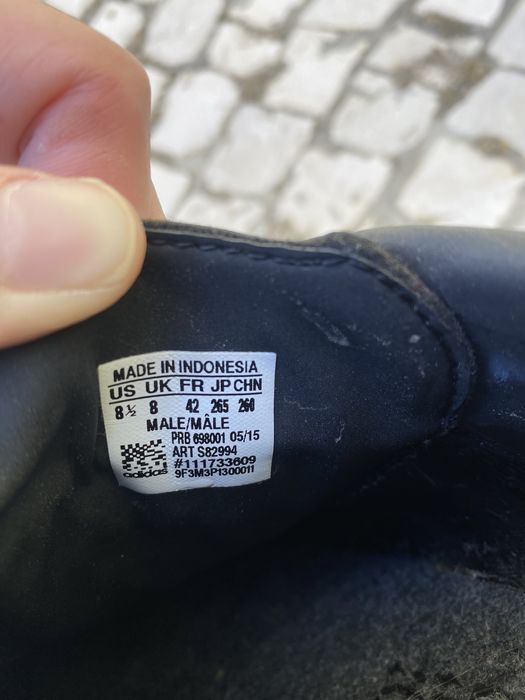 MADE IN INDONESIA
US UK FR JP CHN
8½ 8 42 265 260
MALE/MÂLE
PRB 698001 05/15
ART S82994
#111733609
adidas 9F3M3P1300011